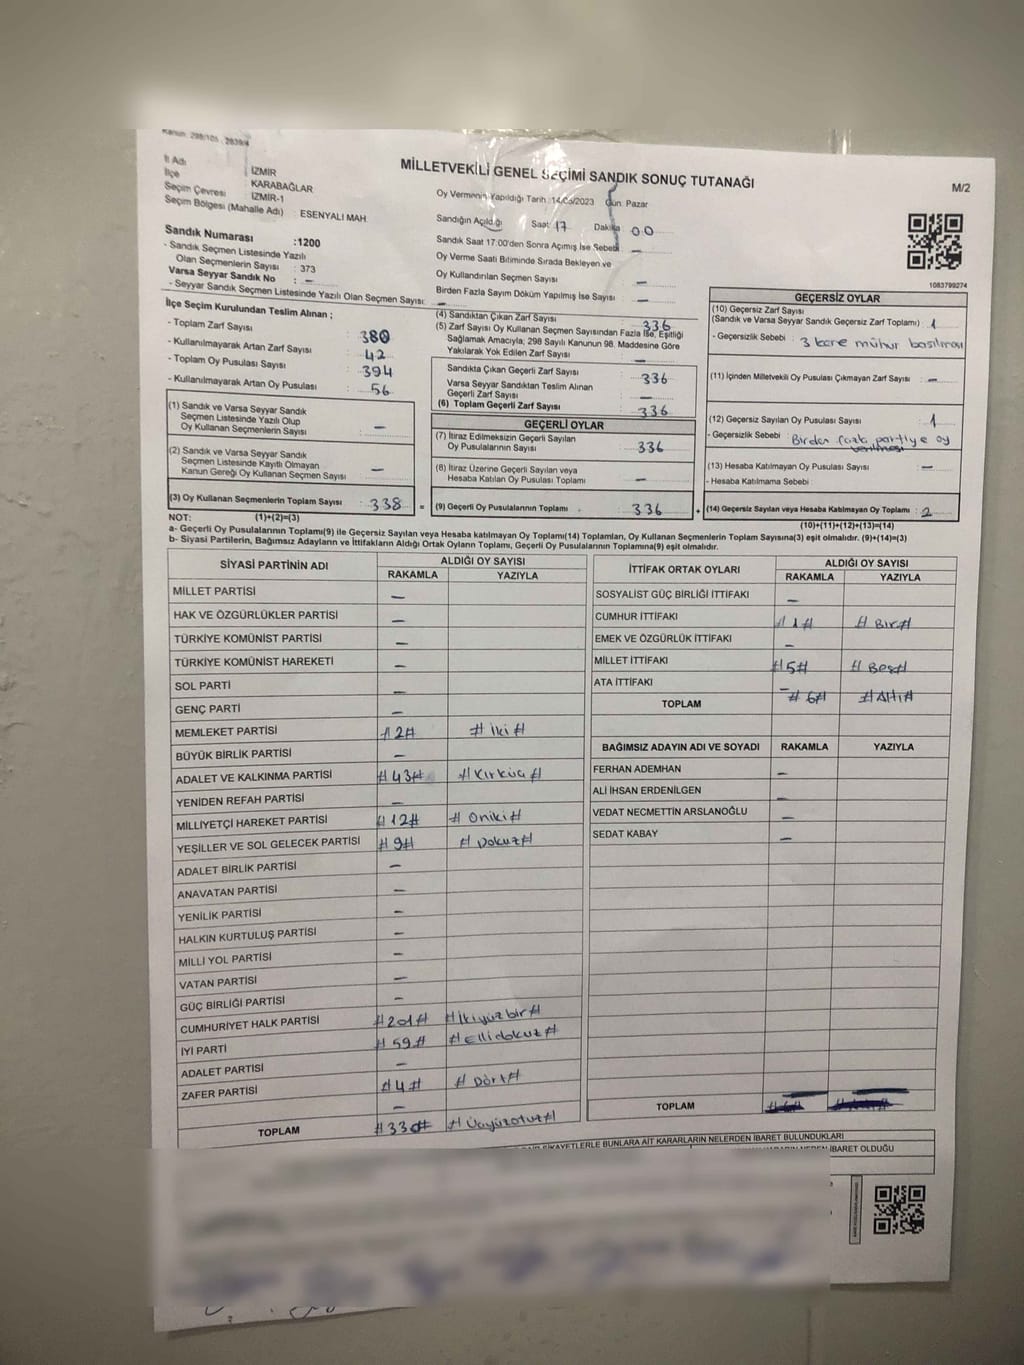 Kanun: 298/105, 2839/4
MİLLETVEKİLİ GENEL SEÇİMİ SANDIK SONUÇ TUTANAĞI
M/2
İl Adı İZMİR
İlçe KARABAĞLAR
Seçim Çevresi İZMİR-1
Seçim Bölgesi (Mahalle Adı) : ESENYALI MAH
Sandık Numarası :1200
- Sandık Seçmen Listesinde Yazılı
Olan Seçmenlerin Sayısı : 373
Varsa Seyyar Sandık No : –
- Seyyar Sandık Seçmen Listesinde Yazılı Olan Seçmen Sayısı: –
Oy Vermenin Yapıldığı Tarih :14/05/2023 Gün: Pazar
Sandığın Açıldığı Saat 17 Dakika 00
Sandık Saat 17.00'den Sonra Açımış İse Sebebi –
Oy Verme Saati Bitiminde Sırada Bekleyen ve
Oy Kullandırılan Seçmen Sayısı –
Birden Fazla Sayım Döküm Yapılmış İse Sayısı –
1083799274
İlçe Seçim Kurulundan Teslim Alınan ;
- Toplam Zarf Sayısı : 380
- Kullanılmayarak Artan Zarf Sayısı : 42
- Toplam Oy Pusulası Sayısı : 394
- Kullanılmayarak Artan Oy Pusulası : 56
(1) Sandık ve Varsa Seyyar Sandık
Seçmen Listesinde Yazılı Olup
Oy Kullanan Seçmenlerin Sayısı : –
(2) Sandık ve Varsa Seyyar Sandık
Seçmen Listesinde Kayıtlı Olmayan
Kanun Gereği Oy Kullanan Seçmen Sayısı : –
(3) Oy Kullanan Seçmenlerin Toplam Sayısı : 338 =
(4) Sandıktan Çıkan Zarf Sayısı : 336
(5) Zarf Sayısı Oy Kullanan Seçmen Sayısından Fazla İse, Eşitliği
Sağlamak Amacıyla, 298 Sayılı Kanunun 98. Maddesine Göre
Yakılarak Yok Edilen Zarf Sayısı : –
Sandıkta Çıkan Geçerli Zarf Sayısı : 336
Varsa Seyyar Sandıktan Teslim Alınan
Geçerli Zarf Sayısı : –
(6) Toplam Geçerli Zarf Sayısı : 336
GEÇERLİ OYLAR
(7) İtiraz Edilmeksizin Geçerli Sayılan
Oy Pusulalarının Sayısı : 336
(8) İtiraz Üzerine Geçerli Sayılan veya
Hesaba Katılan Oy Pusulası Toplamı : –
(9) Geçerli Oy Pusulalarının Toplamı : 336 +
GEÇERSİZ OYLAR
(10) Geçersiz Zarf Sayısı
(Sandık ve Varsa Seyyar Sandık Geçersiz Zarf Toplamı) : 1
- Geçersizlik Sebebi : 3 kere mühür basılması
(11) İçinden Milletvekili Oy Pusulası Çıkmayan Zarf Sayısı : –
(12) Geçersiz Sayılan Oy Pusulası Sayısı : 1
- Geçersizlik Sebebi : Birden fazla partiye oy
verilmesi
(13) Hesaba Katılmayan Oy Pusulası Sayısı : –
- Hesaba Katılmama Sebebi :
(14) Geçersiz Sayılan veya Hesaba Katılmayan Oy Toplamı : 2
NOT: (1)+(2)=(3)
(10)+(11)+(12)+(13)=(14)
a- Geçerli Oy Pusulalarının Toplamı(9) ile Geçersiz Sayılan veya Hesaba Katılmayan Oy Toplamı(14) Toplamları, Oy Kullanan Seçmenlerin Toplam Sayısına(3) eşit olmalıdır. (9)+(14)=(3)
b- Siyasi Partilerin, Bağımsız Adayların ve İttifakların Aldığı Ortak Oyların Toplamı, Geçerli Oy Pusulalarının Toplamına(9) eşit olmalıdır.
SİYASİ PARTİNİN ADI ALDIĞI OY SAYISI
RAKAMLA YAZIYLA
MİLLET PARTİSİ –
HAK VE ÖZGÜRLÜKLER PARTİSİ –
TÜRKİYE KOMÜNİST PARTİSİ –
TÜRKİYE KOMÜNİST HAREKETİ –
SOL PARTİ –
GENÇ PARTİ –
MEMLEKET PARTİSİ #2# # iki #
BÜYÜK BİRLİK PARTİSİ –
ADALET VE KALKINMA PARTİSİ #43# # Kırküç #
YENİDEN REFAH PARTİSİ –
MİLLİYETÇİ HAREKET PARTİSİ #12# # Oniki #
YEŞİLLER VE SOL GELECEK PARTİSİ #9# # Dokuz #
ADALET BİRLİK PARTİSİ –
ANAVATAN PARTİSİ –
YENİLİK PARTİSİ –
HALKIN KURTULUŞ PARTİSİ –
MİLLİ YOL PARTİSİ –
VATAN PARTİSİ –
GÜÇ BİRLİĞİ PARTİSİ –
CUMHURİYET HALK PARTİSİ #201# #İkiyüzbir#
İYİ PARTİ #59# #Ellidokuz#
ADALET PARTİSİ –
ZAFER PARTİSİ #4# # Dört #
–
TOPLAM #330# #Üçyüzotuz#
İTTİFAK ORTAK OYLARI ALDIĞI OY SAYISI
RAKAMLA YAZIYLA
SOSYALİST GÜÇ BİRLİĞİ İTTİFAKI –
CUMHUR İTTİFAKI #1# # Bir #
EMEK VE ÖZGÜRLÜK İTTİFAKI –
MİLLET İTTİFAKI #5# # Beş #
ATA İTTİFAKI –
TOPLAM #6# # Altı #
BAĞIMSIZ ADAYIN ADI VE SOYADI RAKAMLA YAZIYLA
FERHAN ADEMHAN –
ALİ İHSAN ERDENİLGEN –
VEDAT NECMETTİN ARSLANOĞLU –
SEDAT KABAY –
TOPLAM
ŞİKAYETLERLE BUNLARA AİT KARARLARIN NELERDEN İBARET BULUNDUKLARI
İBARET OLDUĞU